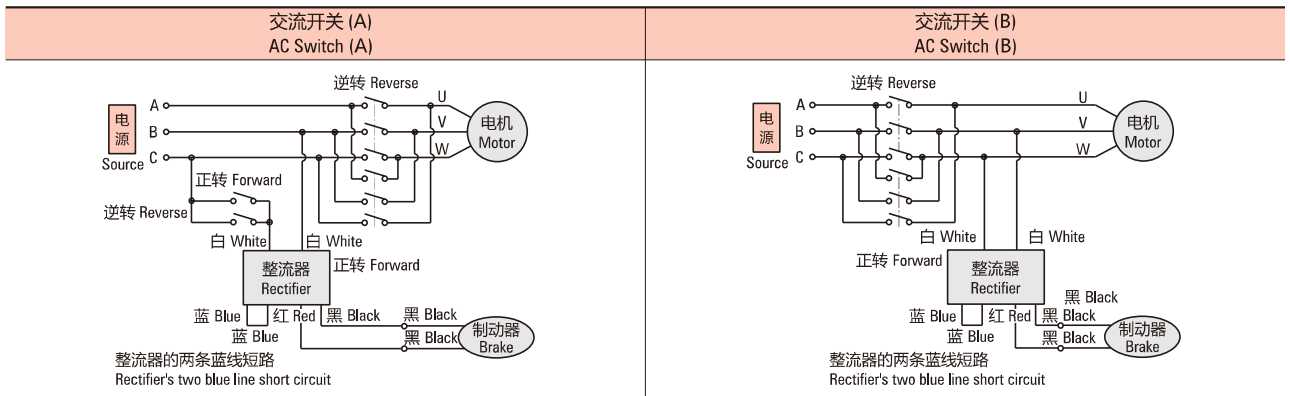 交流开关 (A)
AC Switch (A)
逆转 Reverse
A
B
C
电
源
Source
U
V
W
电机
Motor
正转 Forward
逆转 Reverse
白 White
白 White
整流器
Rectifier
正转 Forward
蓝 Blue
蓝 Blue
红 Red
黑 Black
黑 Black
黑 Black
制动器
Brake
整流器的两条蓝线短路
Rectifier's two blue line short circuit
交流开关 (B)
AC Switch (B)
逆转 Reverse
A
B
C
电
源
Source
U
V
W
电机
Motor
白 White
白 White
正转 Forward
整流器
Rectifier
黑 Black
蓝 Blue
蓝 Blue
红 Red
黑 Black
黑 Black
制动器
Brake
整流器的两条蓝线短路
Rectifier's two blue line short circuit